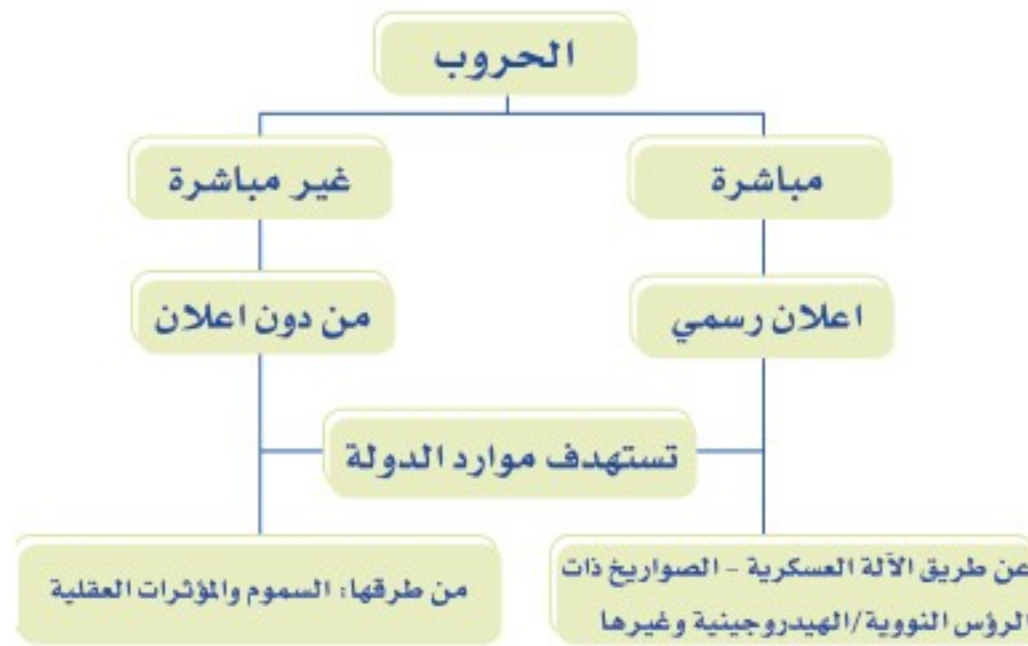 الحروب
مباشرة
غير مباشرة
اعلان رسمي
من دون اعلان
تستهدف موارد الدولة
عن طريق الآلة العسكرية - الصواريخ ذات
الرؤس النووية/الهيدروجينية وغيرها
من طرقها: السموم والمؤثرات العقلية